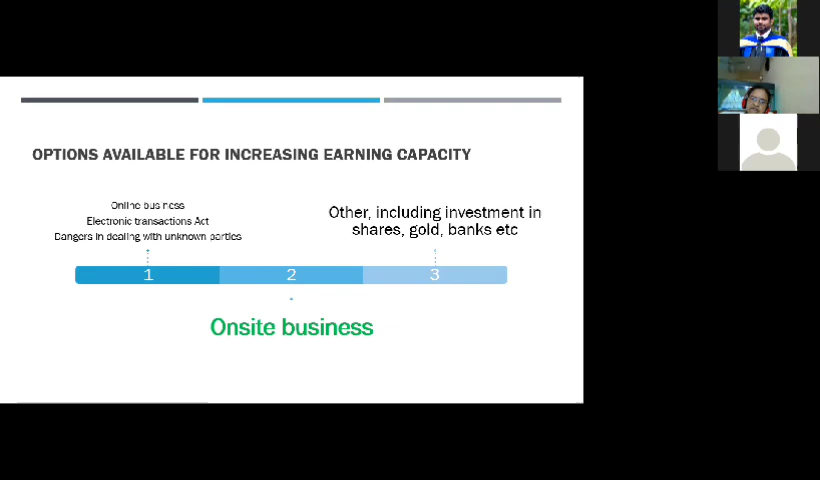 OPTIONS AVAILABLE FOR INCREASING EARNING CAPACITY
Online business
Electronic transactions Act
Dangers in dealing with unknown parties
Other, including investment in
shares, gold, banks etc
1
2
3
Onsite business